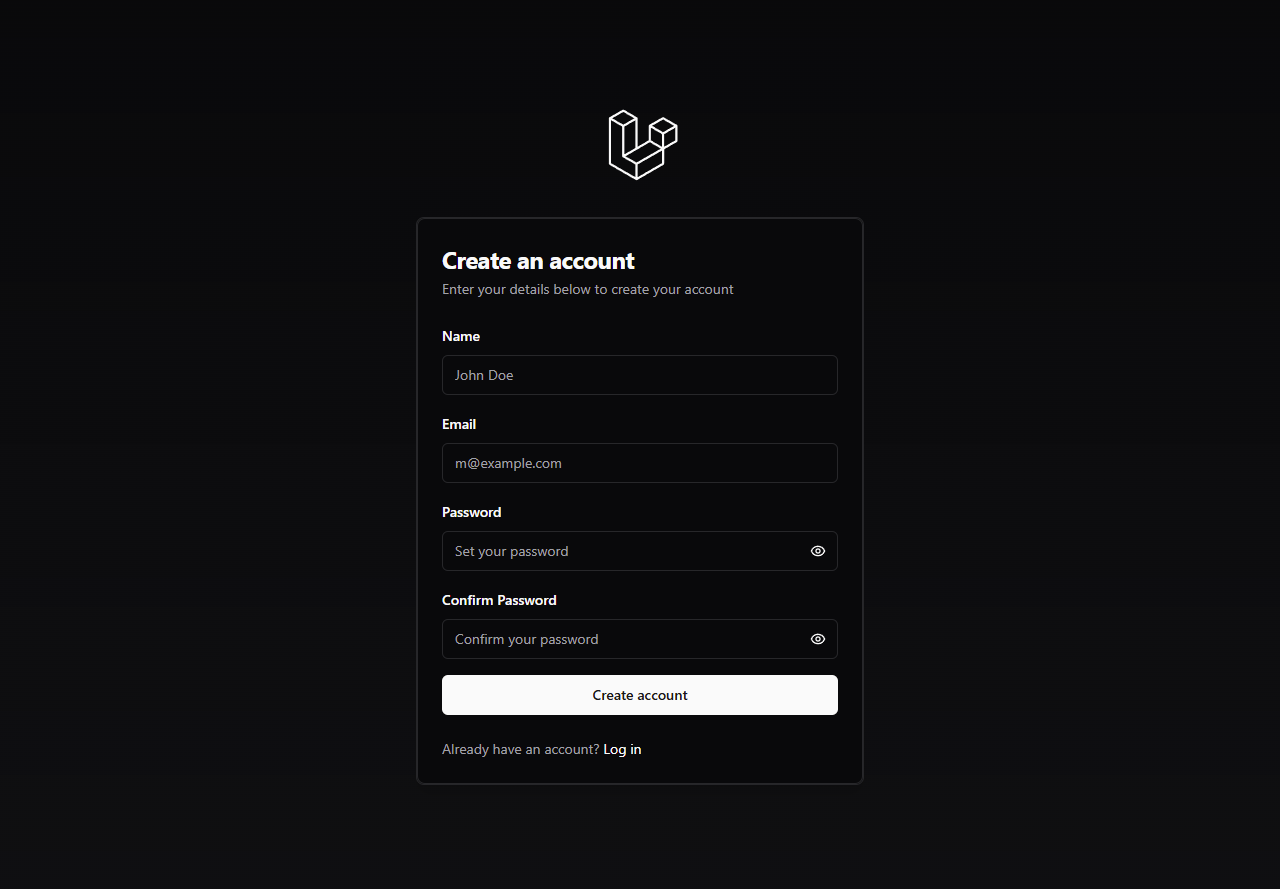 Create an account
Enter your details below to create your account
Name
John Doe
Email
m@example.com
Password
Set your password
Confirm Password
Confirm your password
Create account
Already have an account? Log in